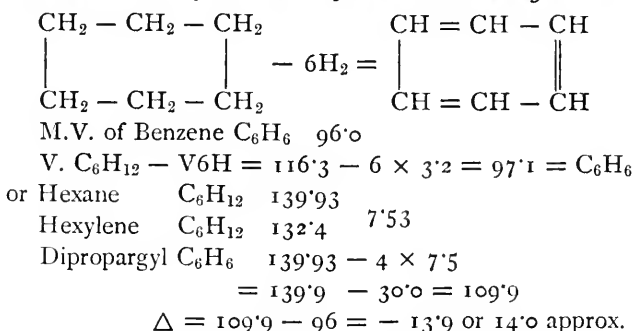 CH₂ – CH₂ – CH₂ CH = CH – CH
– 6H₂ =
CH₂ – CH₂ – CH₂ CH = CH – CH
M.V. of Benzene C₆H₆ 96·0
V. C₆H₁₂ – V6H = 116·3 – 6 × 3·2 = 97·1 = C₆H₆
or Hexane C₆H₁₂ 139·93
Hexylene C₆H₁₂ 132·4 7·53
Dipropargyl C₆H₆ 139·93 – 4 × 7·5
= 139·9 – 30·0 = 109·9
△ = 109·9 – 96 = – 13·9 or 14·0 approx.